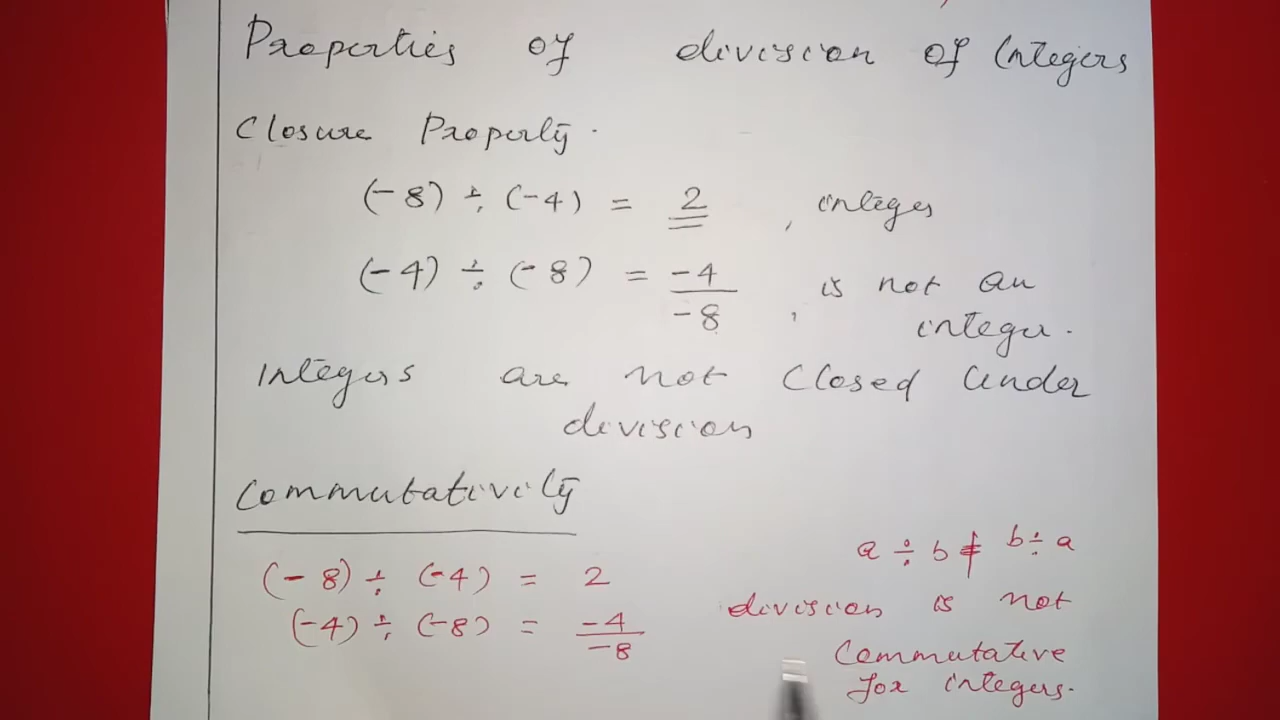 Properties of division of Integers
Closure Property.
(-8) ÷ (-4) = 2 , integer
(-4) ÷ (-8) = -4/-8 , is not an
integer.
Integers are not closed under
division
Commutativity
(-8) ÷ (-4) = 2
(-4) ÷ (-8) = -4/-8
a ÷ b ≠ b ÷ a
division is not
Commutative
for integers.